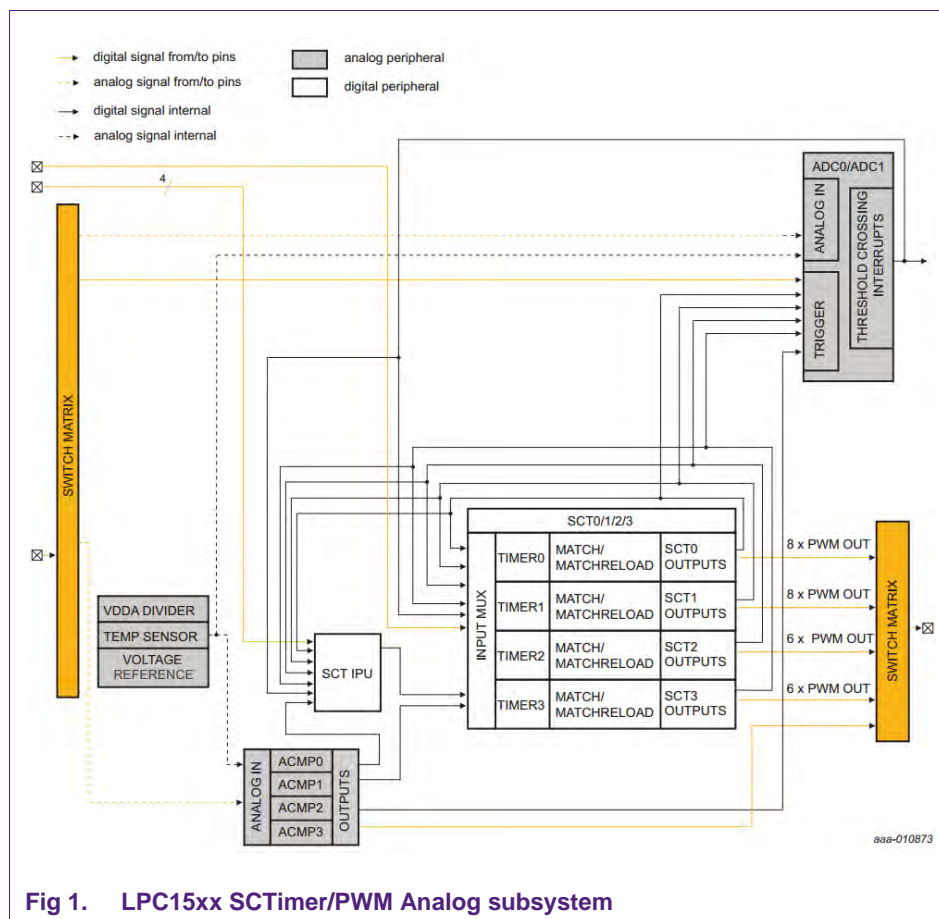 digital signal from/to pins
analog signal from/to pins
digital signal internal
analog signal internal
analog peripheral
digital peripheral
4
SWITCH MATRIX
ADC0/ADC1
ANALOG IN
TRIGGER
THRESHOLD CROSSING
INTERRUPTS
SCT0/1/2/3
INPUT MUX
TIMER0
MATCH/
MATCHRELOAD
SCT0
OUTPUTS
TIMER1
MATCH/
MATCHRELOAD
SCT1
OUTPUTS
TIMER2
MATCH/
MATCHRELOAD
SCT2
OUTPUTS
TIMER3
MATCH/
MATCHRELOAD
SCT3
OUTPUTS
8 x PWM OUT
8 x PWM OUT
6 x PWM OUT
6 x PWM OUT
SWITCH MATRIX
VDDA DIVIDER
TEMP SENSOR
VOLTAGE
REFERENCE
SCT IPU
ANALOG IN
ACMP0
ACMP1
ACMP2
ACMP3
OUTPUTS
aaa-010873
Fig 1. LPC15xx SCTimer/PWM Analog subsystem